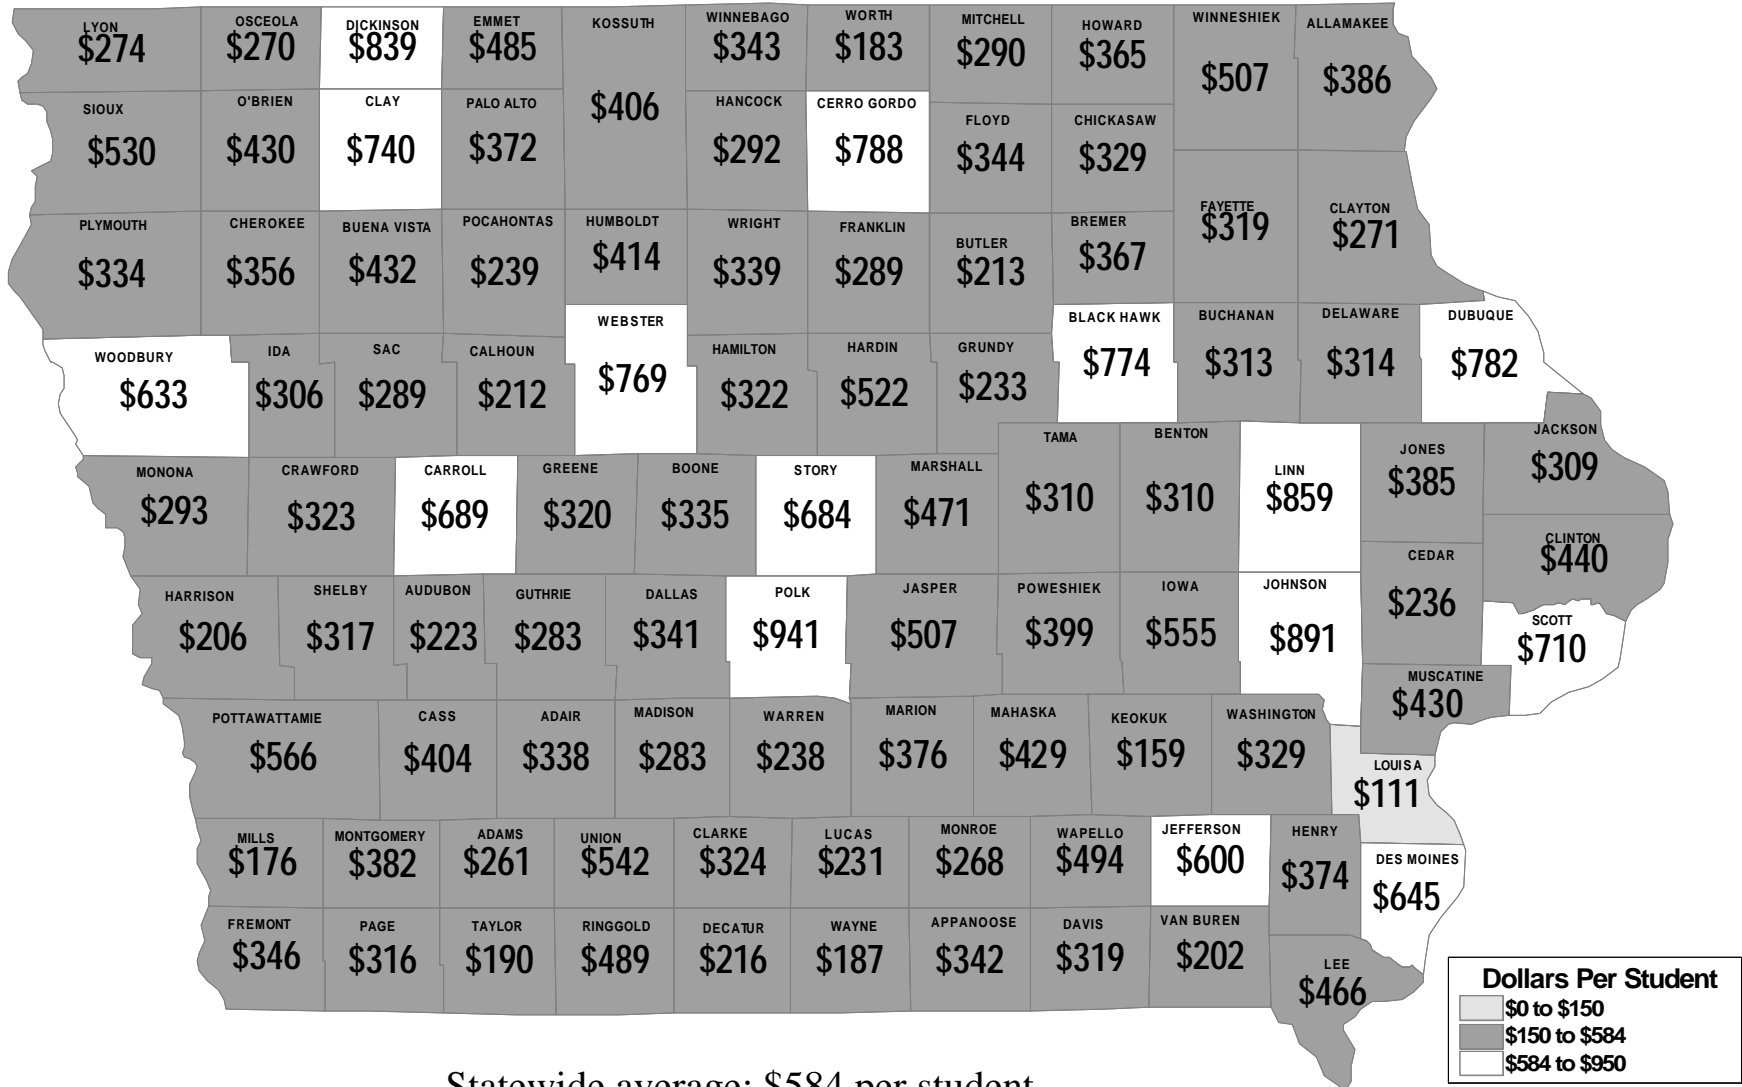 LYON
$274
OSCEOLA
$270
DICKINSON
$839
EMMET
$485
KOSSUTH
$406
WINNEBAGO
$343
WORTH
$183
MITCHELL
$290
HOWARD
$365
WINNESHIEK
$507
ALLAMAKEE
$386
SIOUX
$530
O'BRIEN
$430
CLAY
$740
PALO ALTO
$372
HANCOCK
$292
CERRO GORDO
$788
FLOYD
$344
CHICKASAW
$329
PLYMOUTH
$334
CHEROKEE
$356
BUENA VISTA
$432
POCAHONTAS
$239
HUMBOLDT
$414
WRIGHT
$339
FRANKLIN
$289
BUTLER
$213
BREMER
$367
FAYETTE
$319
CLAYTON
$271
WOODBURY
$633
IDA
$306
SAC
$289
CALHOUN
$212
WEBSTER
$769
HAMILTON
$322
HARDIN
$522
GRUNDY
$233
BLACK HAWK
$774
BUCHANAN
$313
DELAWARE
$314
DUBUQUE
$782
MONONA
$293
CRAWFORD
$323
CARROLL
$689
GREENE
$320
BOONE
$335
STORY
$684
MARSHALL
$471
TAMA
$310
BENTON
$310
LINN
$859
JONES
$385
JACKSON
$309
CLINTON
$440
CEDAR
$236
HARRISON
$206
SHELBY
$317
AUDUBON
$223
GUTHRIE
$283
DALLAS
$341
POLK
$941
JASPER
$507
POWESHIEK
$399
IOWA
$555
JOHNSON
$891
SCOTT
$710
MUSCATINE
$430
POTTAWATTAMIE
$566
CASS
$404
ADAIR
$338
MADISON
$283
WARREN
$238
MARION
$376
MAHASKA
$429
KEOKUK
$159
WASHINGTON
$329
LOUISA
$111
MILLS
$176
MONTGOMERY
$382
ADAMS
$261
UNION
$542
CLARKE
$324
LUCAS
$231
MONROE
$268
WAPELLO
$494
JEFFERSON
$600
HENRY
$374
DES MOINES
$645
FREMONT
$346
PAGE
$316
TAYLOR
$190
RINGGOLD
$489
DECATUR
$216
WAYNE
$187
APPANOOSE
$342
DAVIS
$319
VAN BUREN
$202
LEE
$466
Dollars Per Student
$0 to $150
$150 to $584
$584 to $950
Statewide average: $584 per student